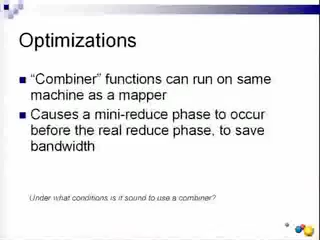 Optimizations
“Combiner” functions can run on same
machine as a mapper
Causes a mini-reduce phase to occur
before the real reduce phase, to save
bandwidth
Under what conditions is it sound to use a combiner?